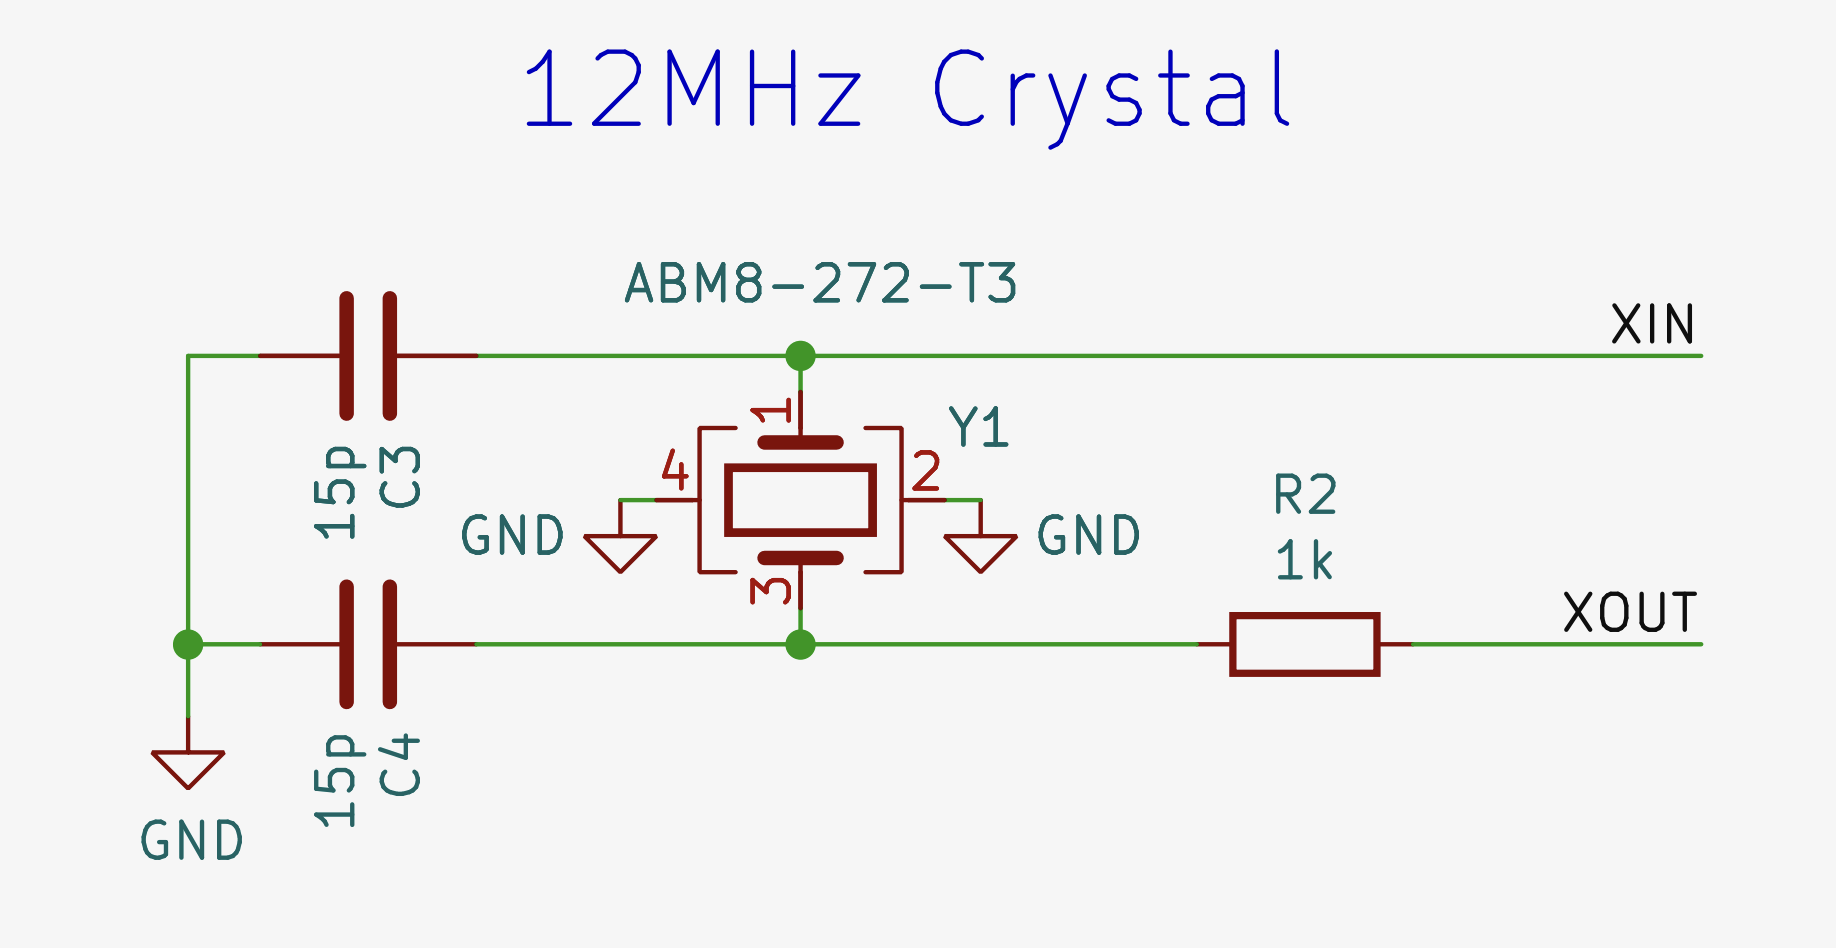 12MHz Crystal
ABM8-272-T3
XIN
15p
C3
1
Y1
4
2
GND
GND
3
R2
1k
XOUT
15p
C4
GND